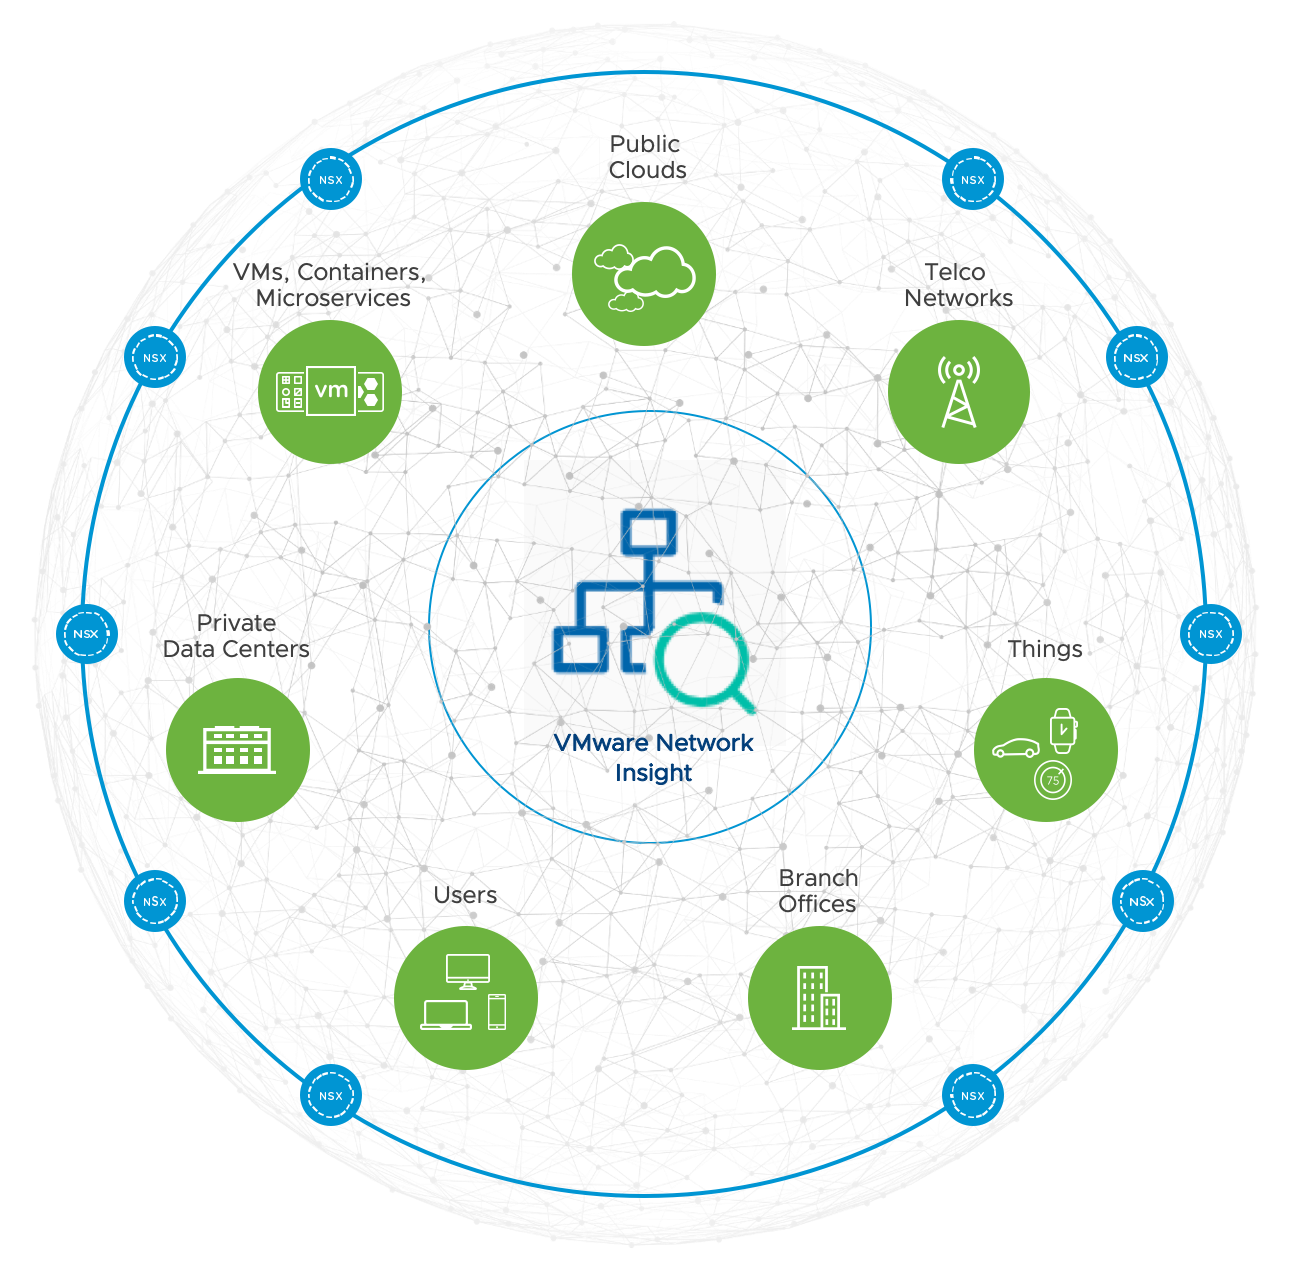 Public
Clouds
NSX
NSX
VMs, Containers,
Microservices
Telco
Networks
NSX
NSX
vm
Private
Data Centers
NSX
NSX
Things
VMware Network
Insight
75
Users
Branch
Offices
NSX
NSX
NSX
NSX